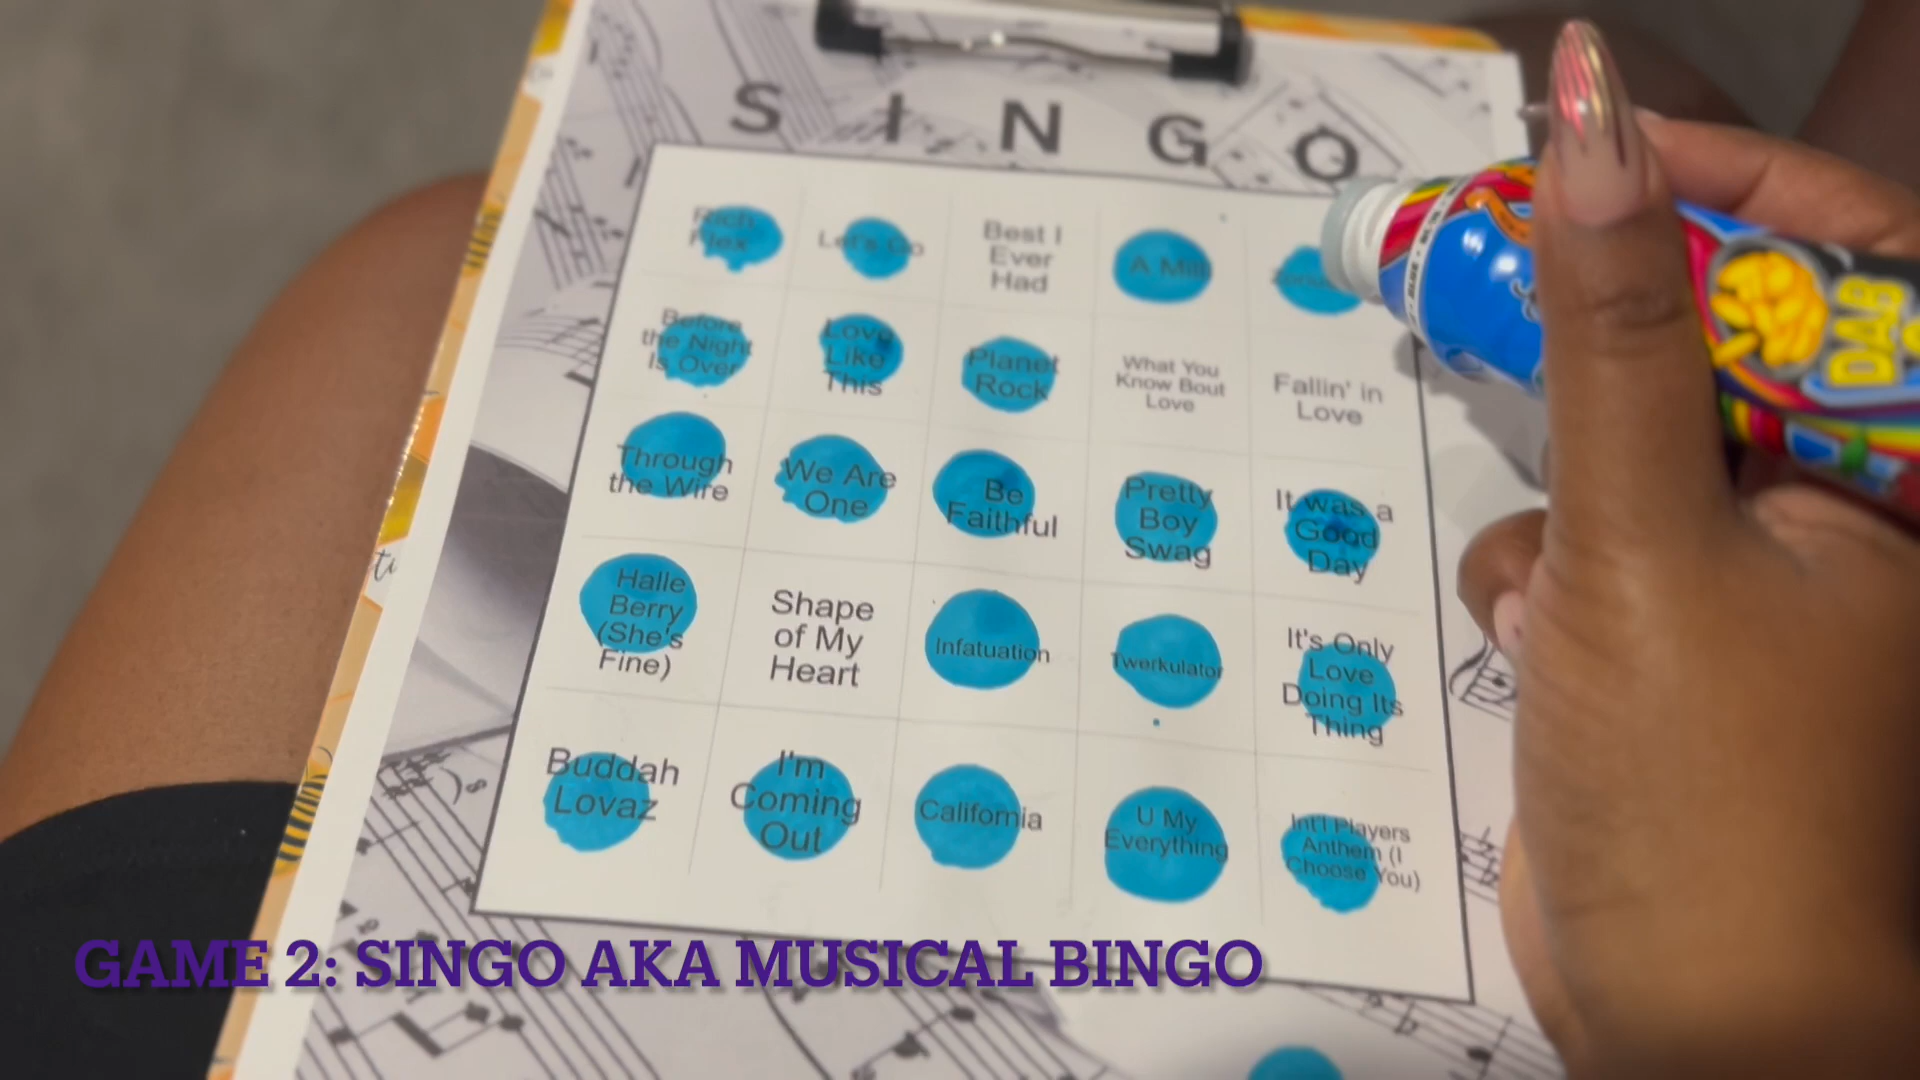 S I N G O
Rich
Flex
Let's Go
Best I
Ever
Had
A Milli
Before
the Night
Is Over
Love
Like
This
Planet
Rock
What You
Know Bout
Love
Fallin' in
Love
Through
the Wire
We Are
One
Be
Faithful
Pretty
Boy
Swag
It was a
Good
Day
Halle
Berry
(She's
Fine)
Shape
of My
Heart
Infatuation
Twerkulator
It's Only
Love
Doing Its
Thing
Buddah
Lovaz
I'm
Coming
Out
California
U My
Everything
Int'l Players
Anthem (I
Choose You)
DAB
GAME 2: SINGO AKA MUSICAL BINGO